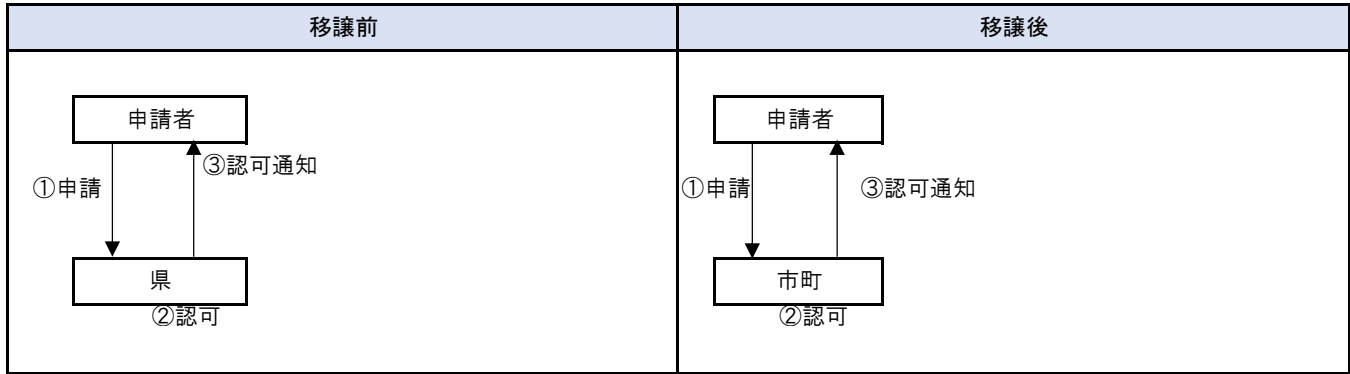 移譲前
移譲後
申請者
③認可通知
①申請
県
②認可
申請者
①申請
③認可通知
市町
②認可